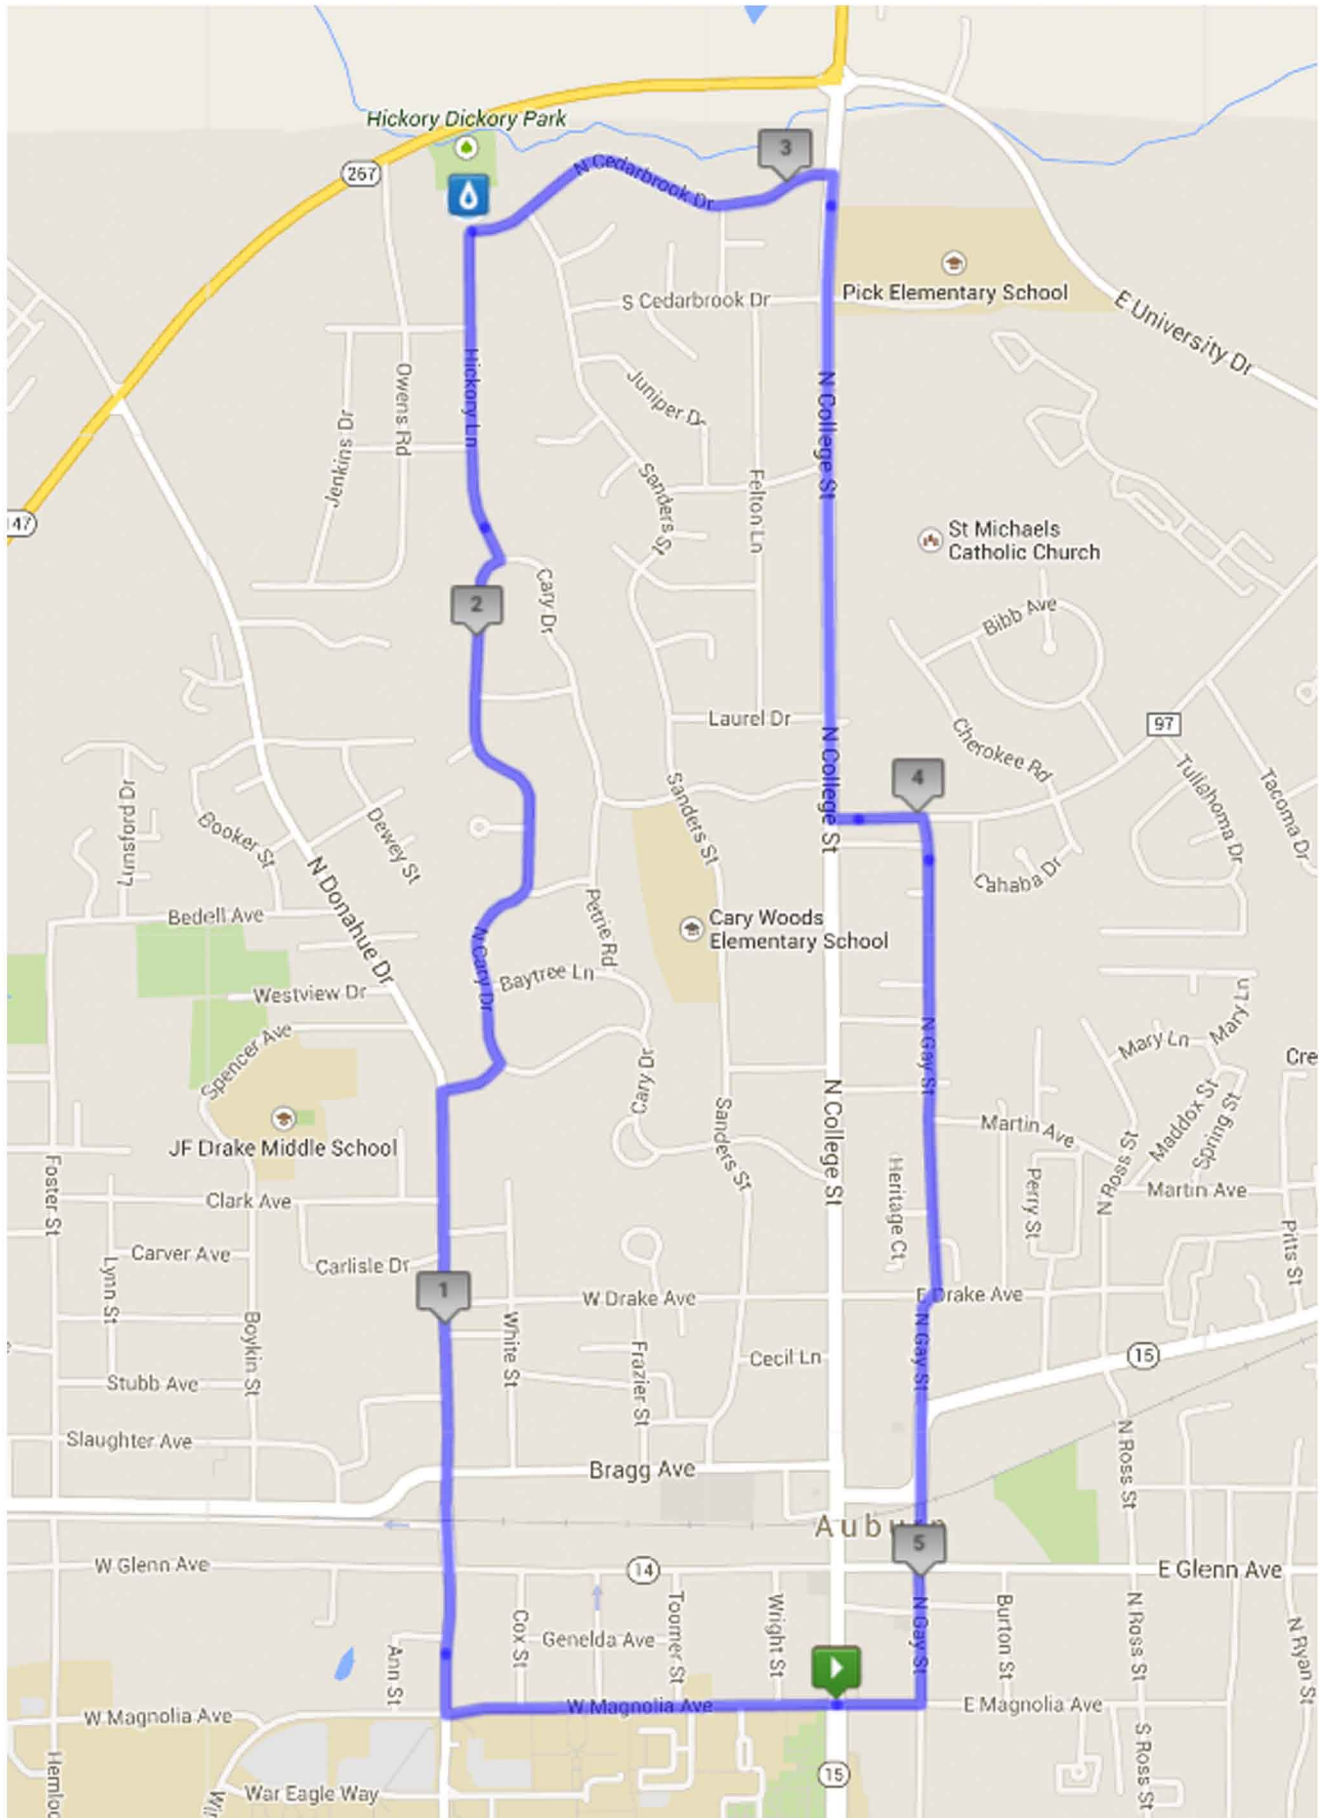 Hickory Dickory Park
3
267
N Cedarbrook Dr
Pick Elementary School
S Cedarbrook Dr
E University Dr
Hickory Ln
Owens Rd
Jenkins Dr
Juniper Dr
N College St
Sanders St
Felton Ln
147
St Michaels
Catholic Church
Cary Dr
2
Bibb Ave
Laurel Dr
N College St
97
Cherokee Rd
4
Tullahoma Dr
Tacoma Dr
Lunsford Dr
Booker St
Dewey St
Sanders St
N Donahue Dr
Cahaba Dr
Petrie Rd
Bedell Ave
Cary Woods
Elementary School
N Cary Dr
Baytree Ln
Westview Dr
Spencer Ave
Mary Ln
Mary Ln
N Gay St
Cre
Cary Dr
N College St
Sanders St
JF Drake Middle School
Martin Ave
Maddox St
Spring St
N Ross St
Foster St
Heritage Ct
Perry St
Clark Ave
Martin Ave
Pitts St
Carver Ave
Carlisle Dr
Lynn St
1
W Drake Ave
E Drake Ave
Boykin St
White St
Frazier St
Cecil Ln
N Gay St
15
Stubb Ave
Slaughter Ave
Bragg Ave
N Ross St
Auburn
5
W Glenn Ave
14
E Glenn Ave
Cox St
Genelda Ave
Toomer St
Wright St
N Gay St
Burton St
N Ross St
N Ryan St
Ann St
W Magnolia Ave
W Magnolia Ave
E Magnolia Ave
S Ross St
Hemloc
War Eagle Way
15